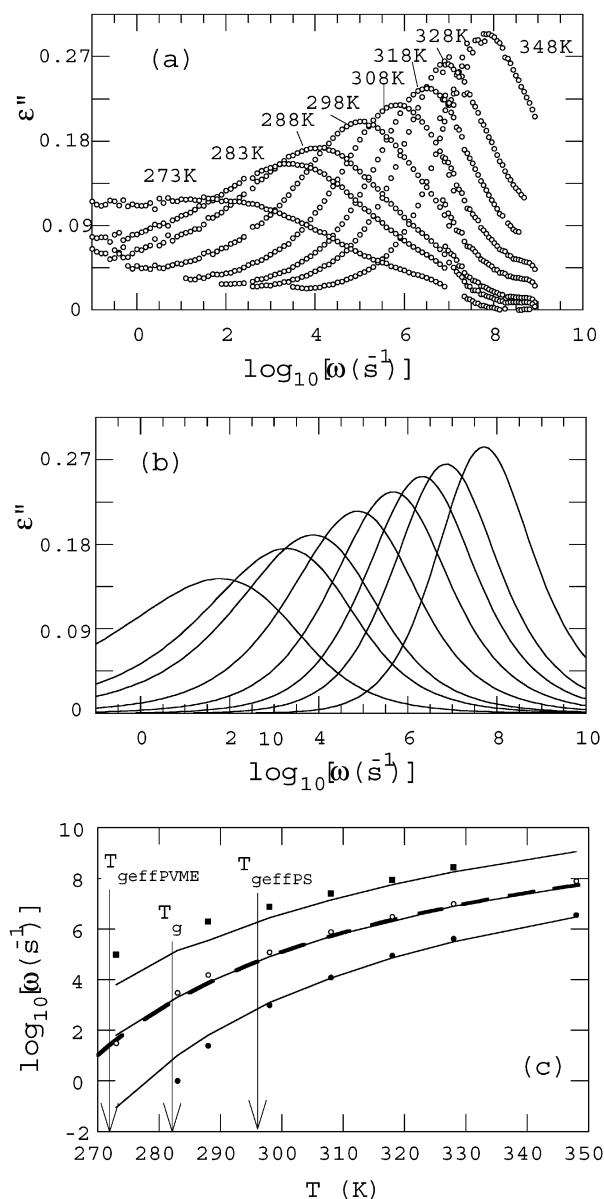 (a)
328K
348K
318K
308K
298K
288K
283K
273K
0.27
0.18
0.09
0
ε"
0 2 4 6 8 10
log10[ω(s-1)]
(b)
0.27
0.18
0.09
0
ε"
0 2 10 4 6 8 10
log10[ω(s-1)]
10
8
6
4
2
0
-2
log10[ω(s-1)]
TgeffPVME
Tg
TgeffPS
(c)
270 280 290 300 310 320 330 340 350
T (K)